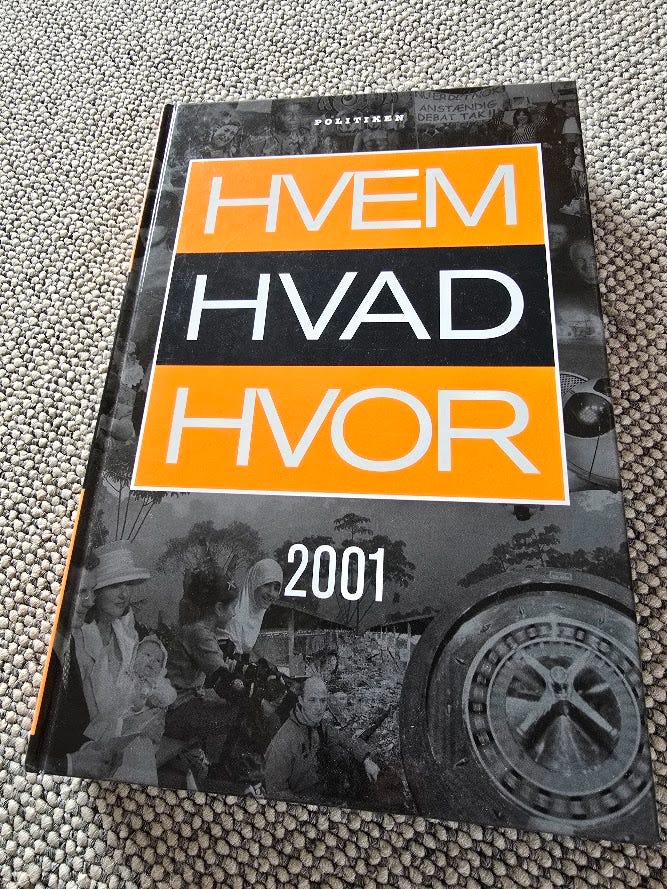 POLITIKEN
ANSTÆNDIG
DEBAT TAK!!
HVEM
HVAD
HVOR
2001